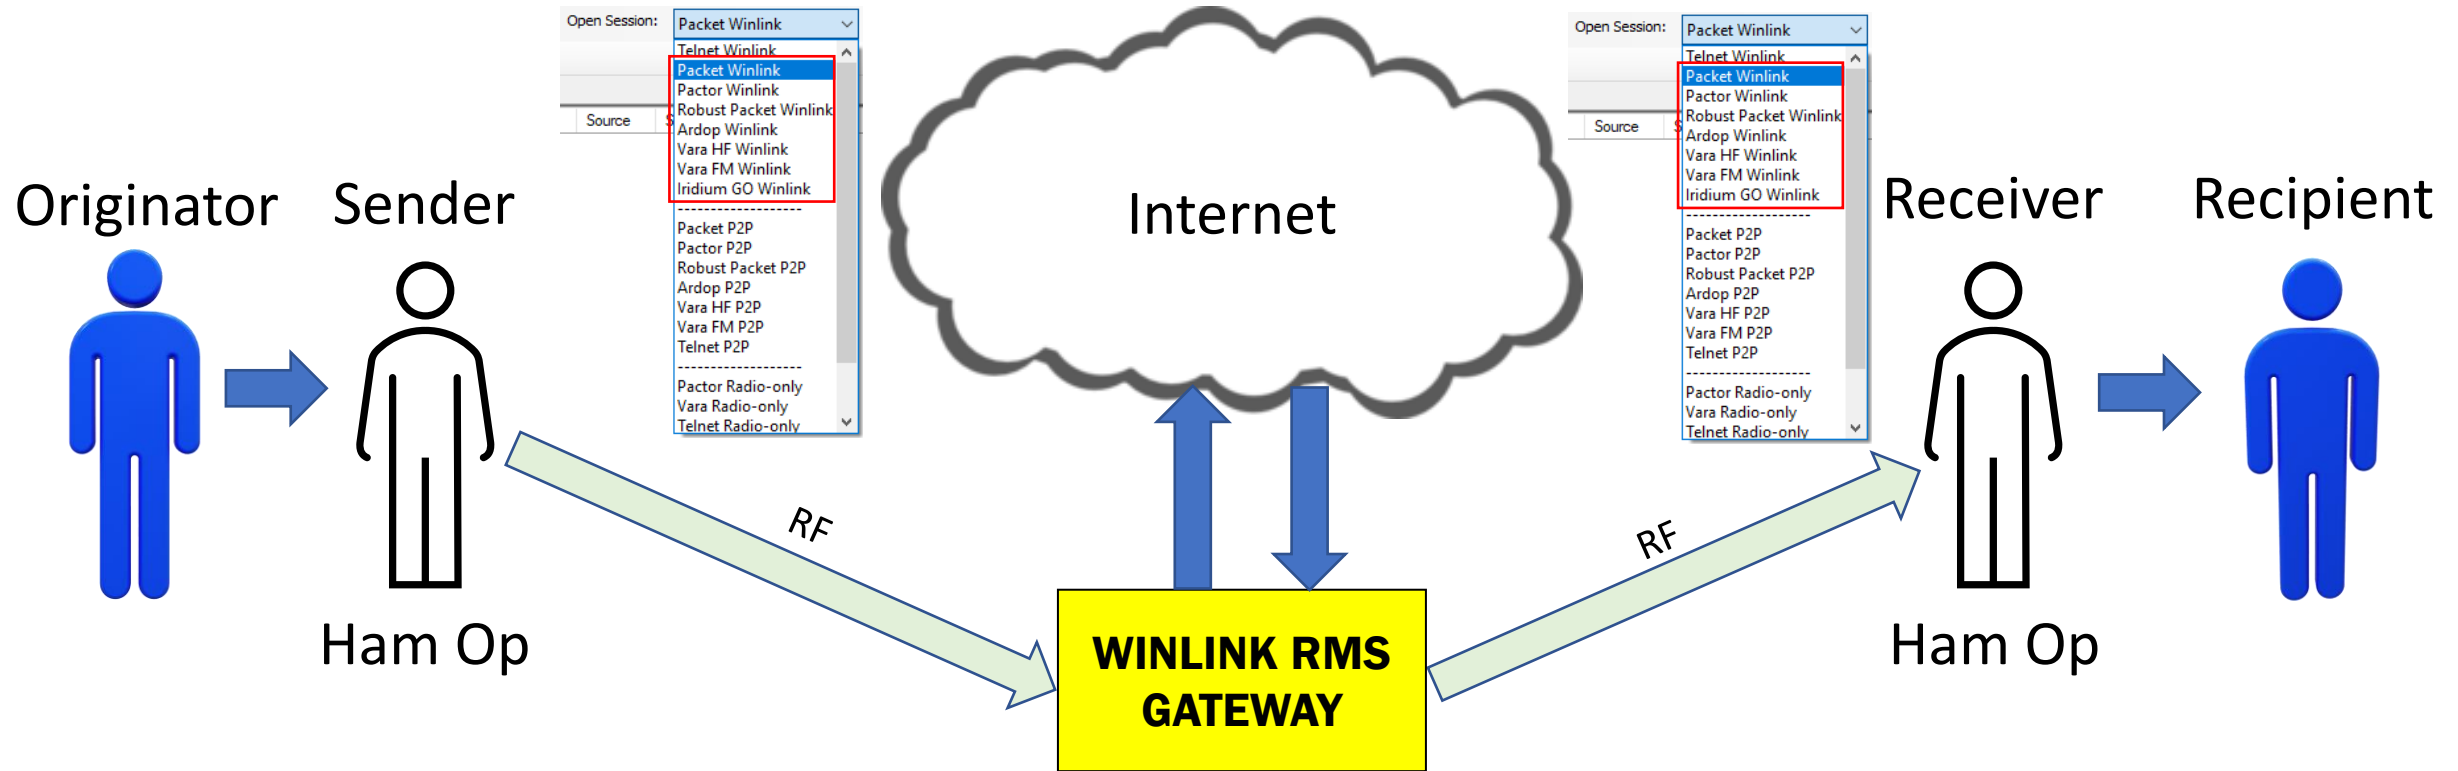 Originator
Sender
Open Session:
Packet Winlink
Telnet Winlink
Packet Winlink
Pactor Winlink
Robust Packet Winlink
Source
S
Ardop Winlink
Vara HF Winlink
Vara FM Winlink
Iridium GO Winlink
-------------------
Packet P2P
Pactor P2P
Robust Packet P2P
Ardop P2P
Vara HF P2P
Vara FM P2P
Telnet P2P
-------------------
Pactor Radio-only
Vara Radio-only
Telnet Radio-only
Internet
Open Session:
Packet Winlink
Telnet Winlink
Packet Winlink
Pactor Winlink
Robust Packet Winlink
Source
S
Ardop Winlink
Vara HF Winlink
Vara FM Winlink
Iridium GO Winlink
-------------------
Packet P2P
Pactor P2P
Robust Packet P2P
Ardop P2P
Vara HF P2P
Vara FM P2P
Telnet P2P
-------------------
Pactor Radio-only
Vara Radio-only
Telnet Radio-only
Receiver
Recipient
RF
RF
Ham Op
WINLINK RMS
GATEWAY
Ham Op